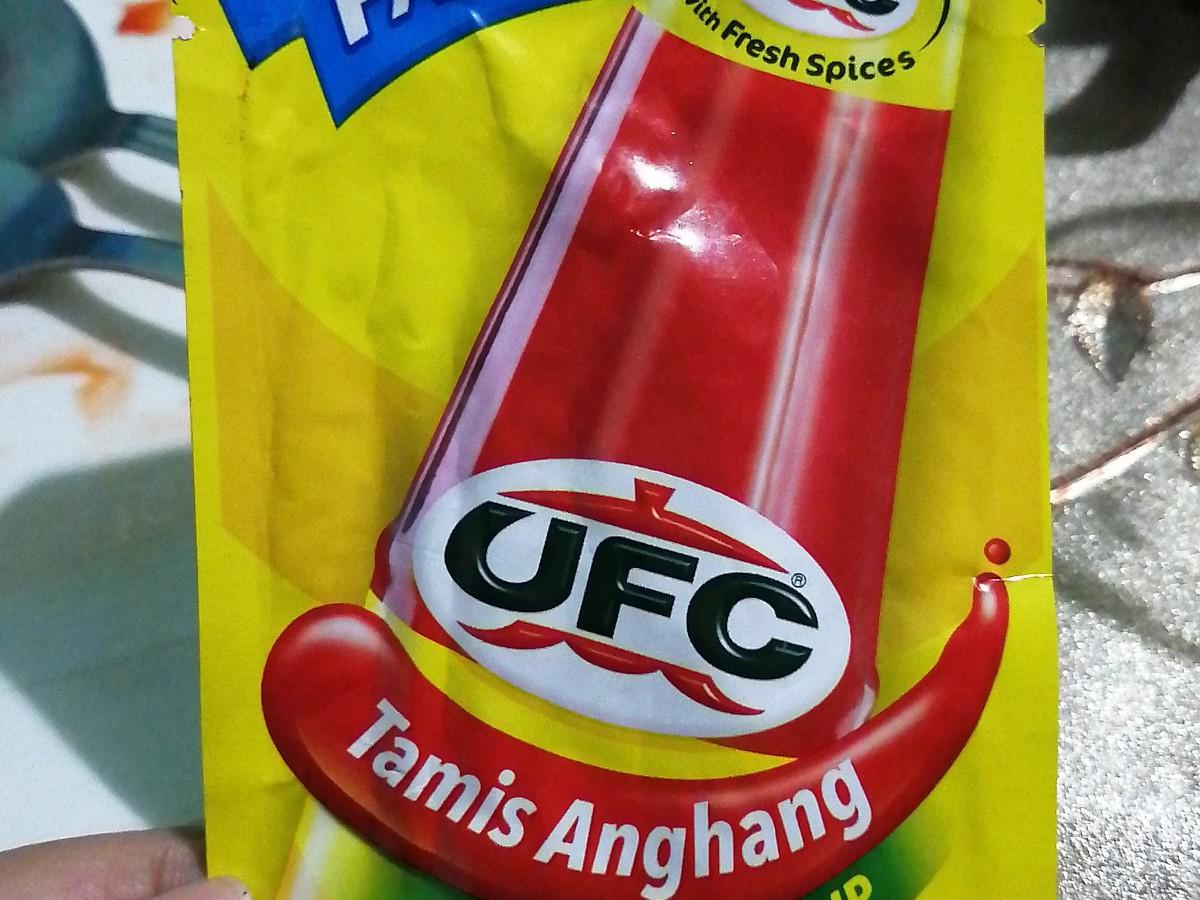 With Fresh Spices
UFC®
Tamis Anghang